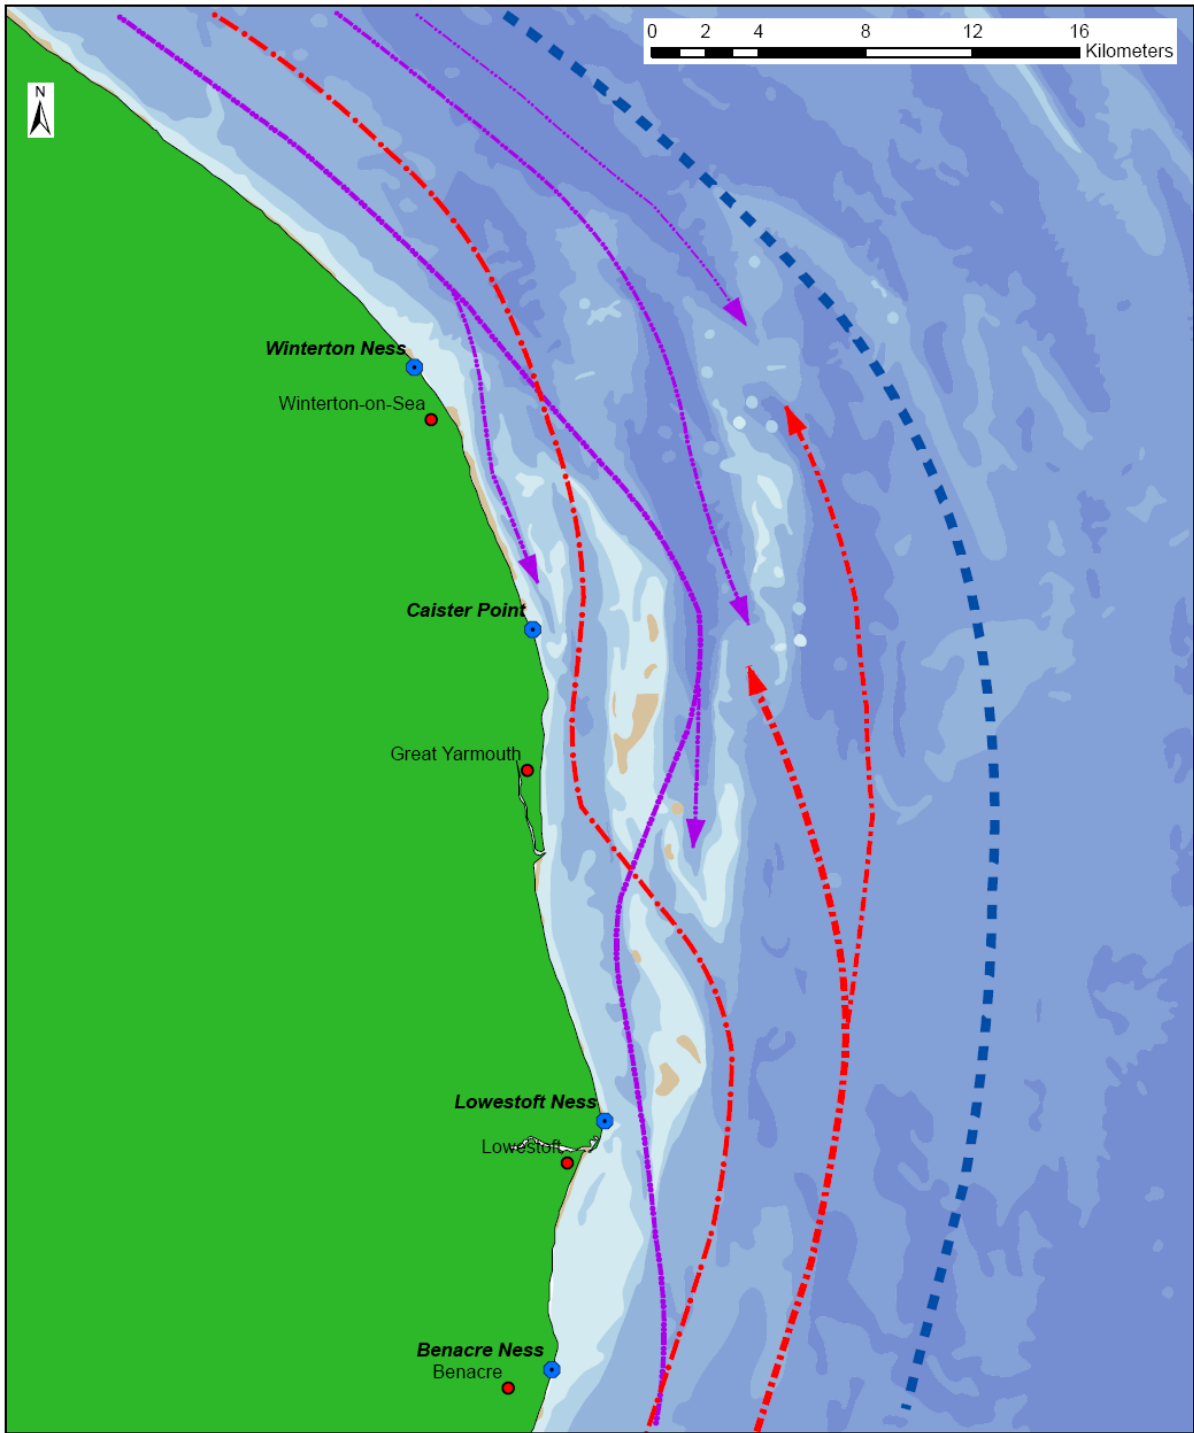 0 2 4 8 12 16
Kilometers
N
Winterton Ness
Winterton-on-Sea
Caister Point
Great Yarmouth
Lowestoft Ness
Lowestoft
Benacre Ness
Benacre